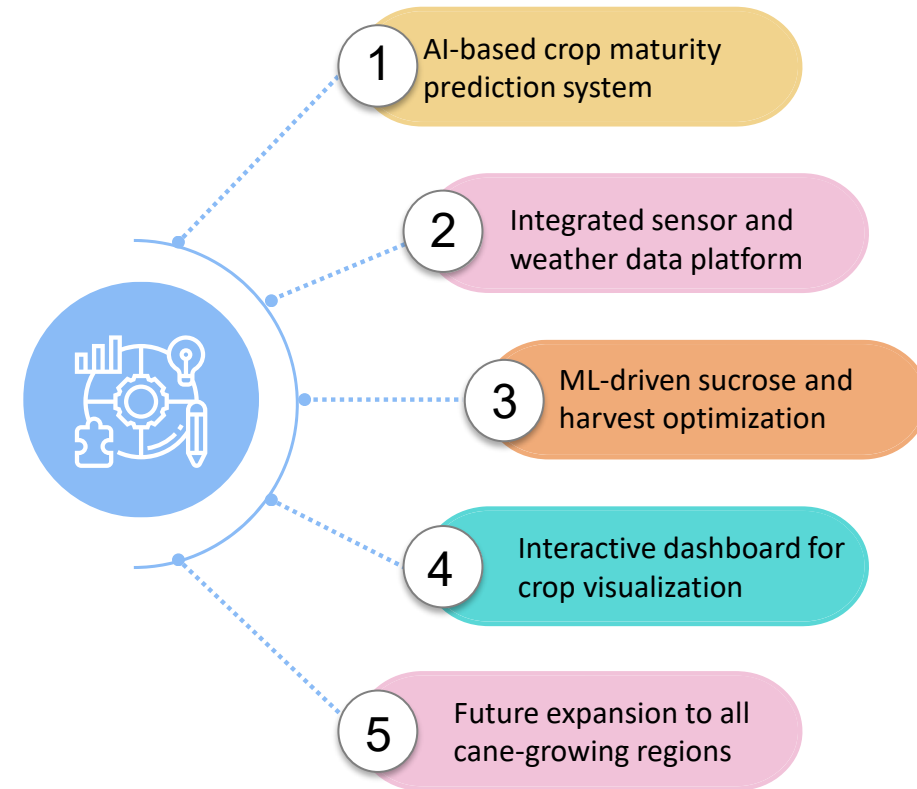 1
AI-based crop maturity
prediction system
2
Integrated sensor and
weather data platform
3
ML-driven sucrose and
harvest optimization
4
Interactive dashboard for
crop visualization
5
Future expansion to all
cane-growing regions